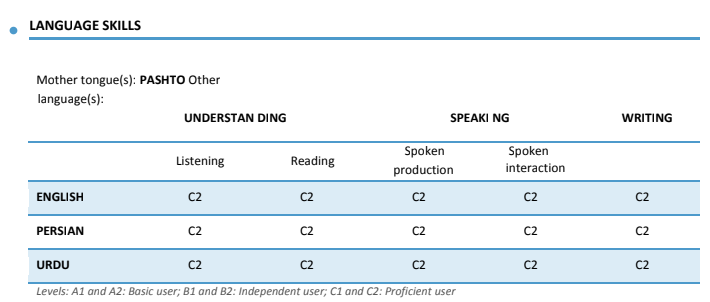 LANGUAGE SKILLS
Mother tongue(s): PASHTO Other
language(s):
UNDERSTAN DING SPEAKI NG WRITING
Listening Reading Spoken production Spoken interaction
ENGLISH C2 C2 C2 C2 C2
PERSIAN C2 C2 C2 C2 C2
URDU C2 C2 C2 C2 C2
Levels: A1 and A2: Basic user; B1 and B2: Independent user; C1 and C2: Proficient user